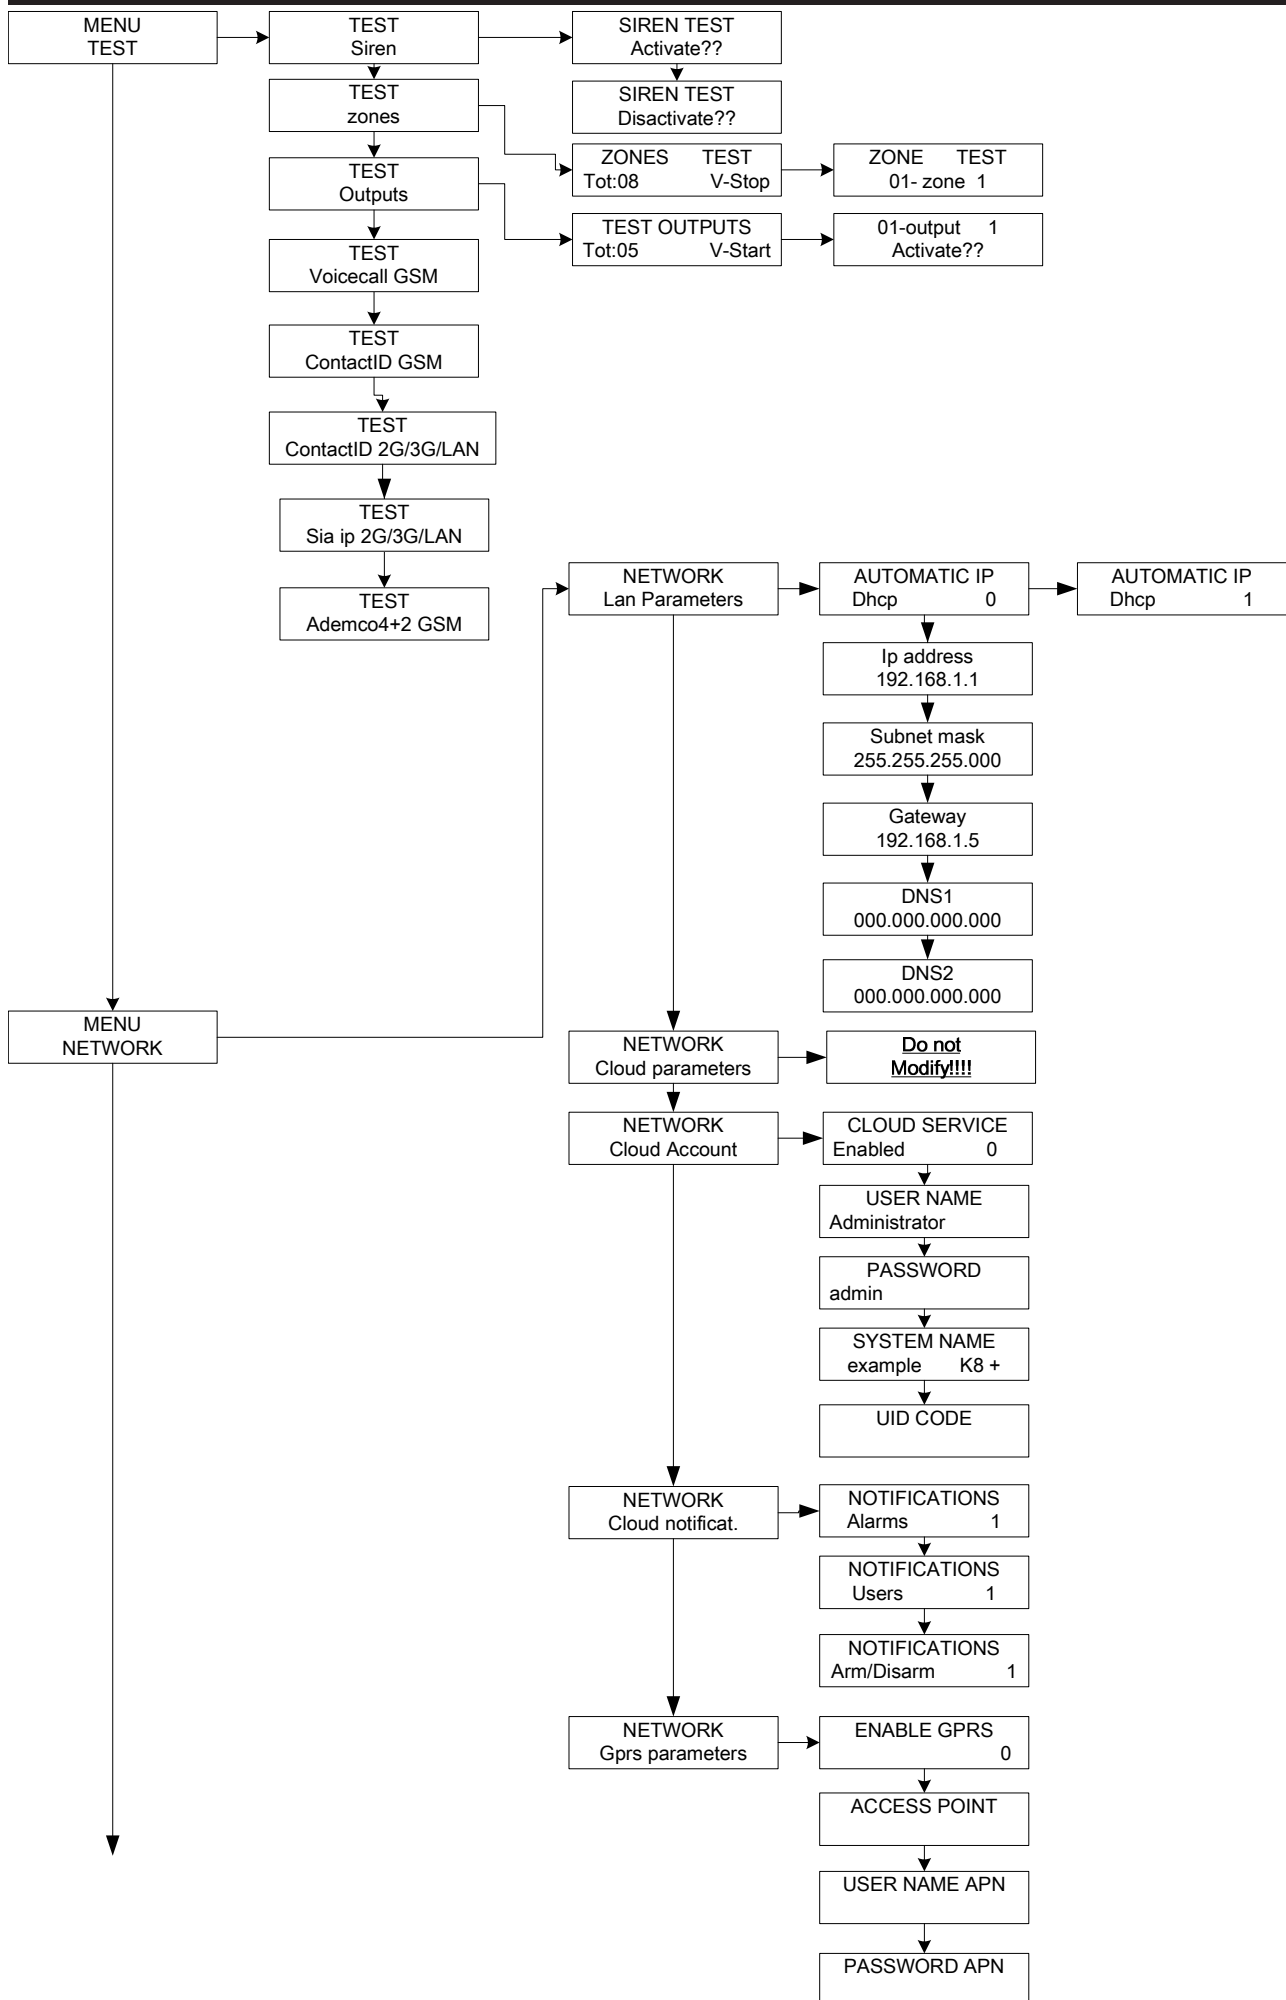 MENU
TEST
TEST
Siren
SIREN TEST
Activate??
TEST
zones
SIREN TEST
Disactivate??
ZONES TEST
Tot:08 V-Stop
ZONE TEST
01- zone 1
TEST
Outputs
TEST OUTPUTS
Tot:05 V-Start
01-output 1
Activate??
TEST
Voicecall GSM
TEST
ContactID GSM
TEST
ContactID 2G/3G/LAN
TEST
Sia ip 2G/3G/LAN
TEST
Ademco4+2 GSM
NETWORK
Lan Parameters
AUTOMATIC IP
Dhcp 0
AUTOMATIC IP
Dhcp 1
Ip address
192.168.1.1
Subnet mask
255.255.255.000
Gateway
192.168.1.5
DNS1
000.000.000.000
DNS2
000.000.000.000
MENU
NETWORK
NETWORK
Cloud parameters
Do not
Modify!!!!
NETWORK
Cloud Account
CLOUD SERVICE
Enabled 0
USER NAME
Administrator
PASSWORD
admin
SYSTEM NAME
example K8 +
UID CODE
NETWORK
Cloud notificat.
NOTIFICATIONS
Alarms 1
NOTIFICATIONS
Users 1
NOTIFICATIONS
Arm/Disarm 1
NETWORK
Gprs parameters
ENABLE GPRS
0
ACCESS POINT
USER NAME APN
PASSWORD APN